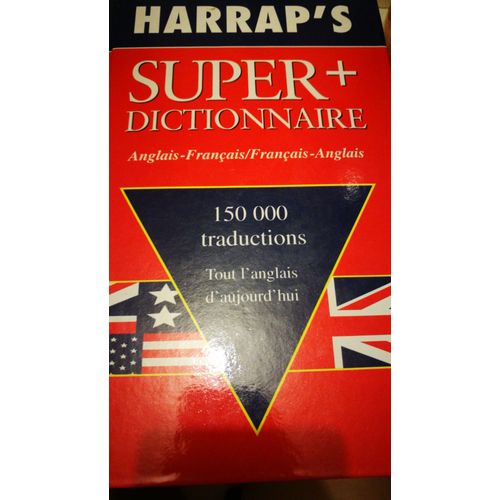 HARRAP'S
SUPER+
DICTIONNAIRE
Anglais-Français/Français-Anglais
150 000
traductions
Tout l'anglais
d'aujourd'hui